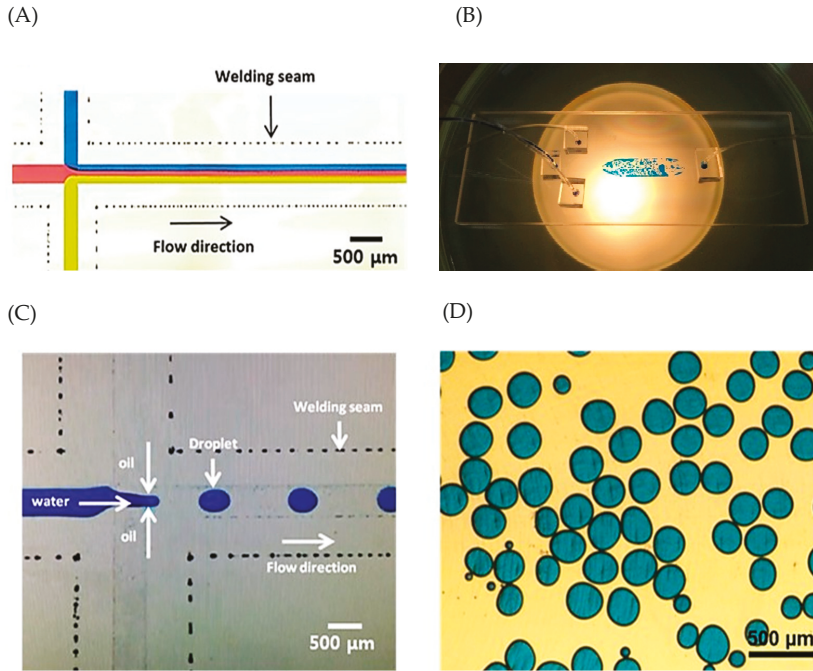 (A)
(B)
Welding seam
Flow direction
500 µm
(C)
(D)
Welding seam
Droplet
oil
water
oil
Flow direction
500 µm
500 µm